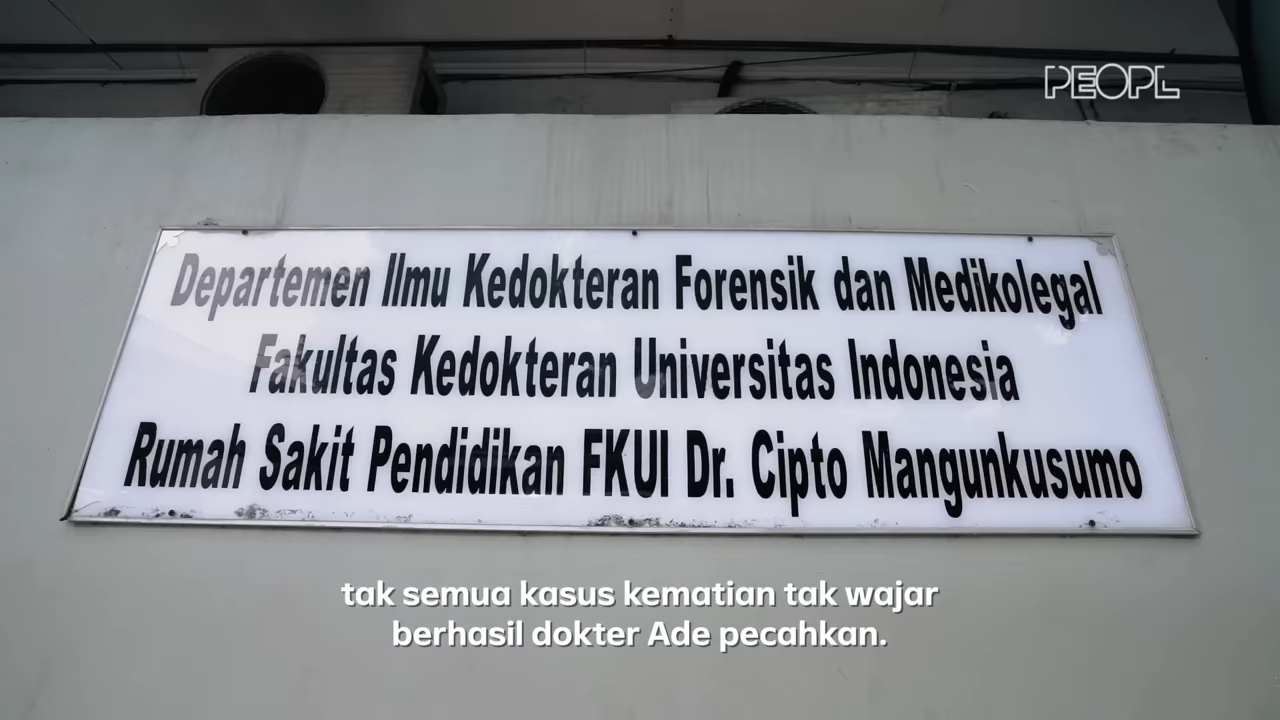 PEOPL
Departemen Ilmu Kedokteran Forensik dan Medikolegal
Fakultas Kedokteran Universitas Indonesia
Rumah Sakit Pendidikan FKUI Dr. Cipto Mangunkusumo
tak semua kasus kematian tak wajar
berhasil dokter Ade pecahkan.